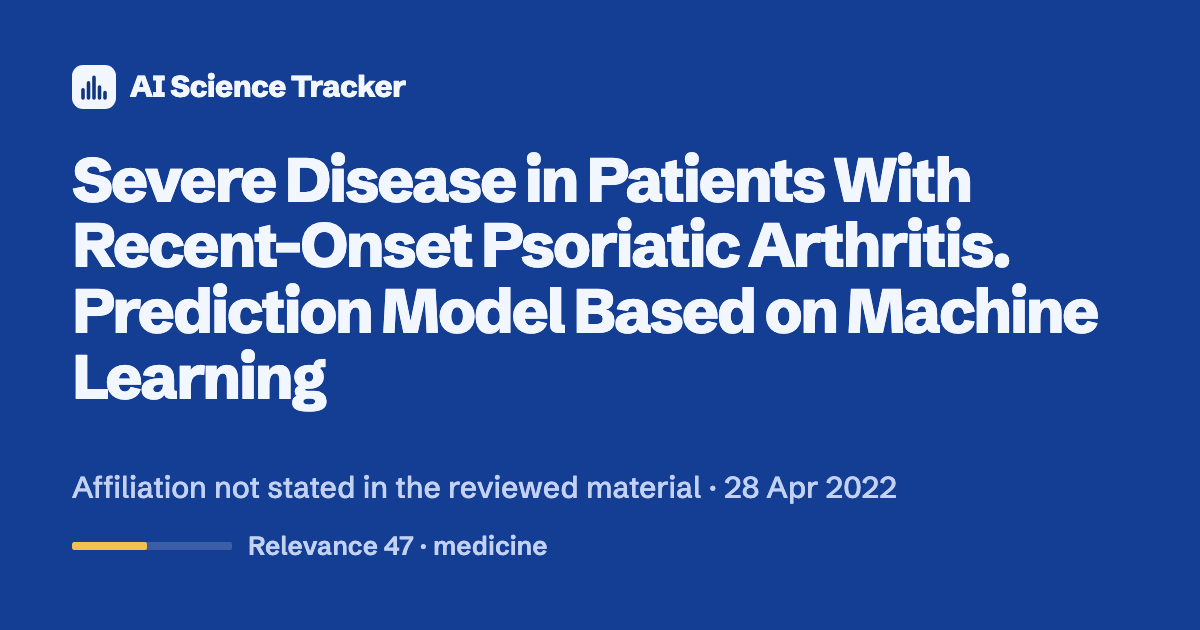 AI Science Tracker
Severe Disease in Patients With
Recent-Onset Psoriatic Arthritis.
Prediction Model Based on Machine
Learning
Affiliation not stated in the reviewed material · 28 Apr 2022
Relevance 47 · medicine